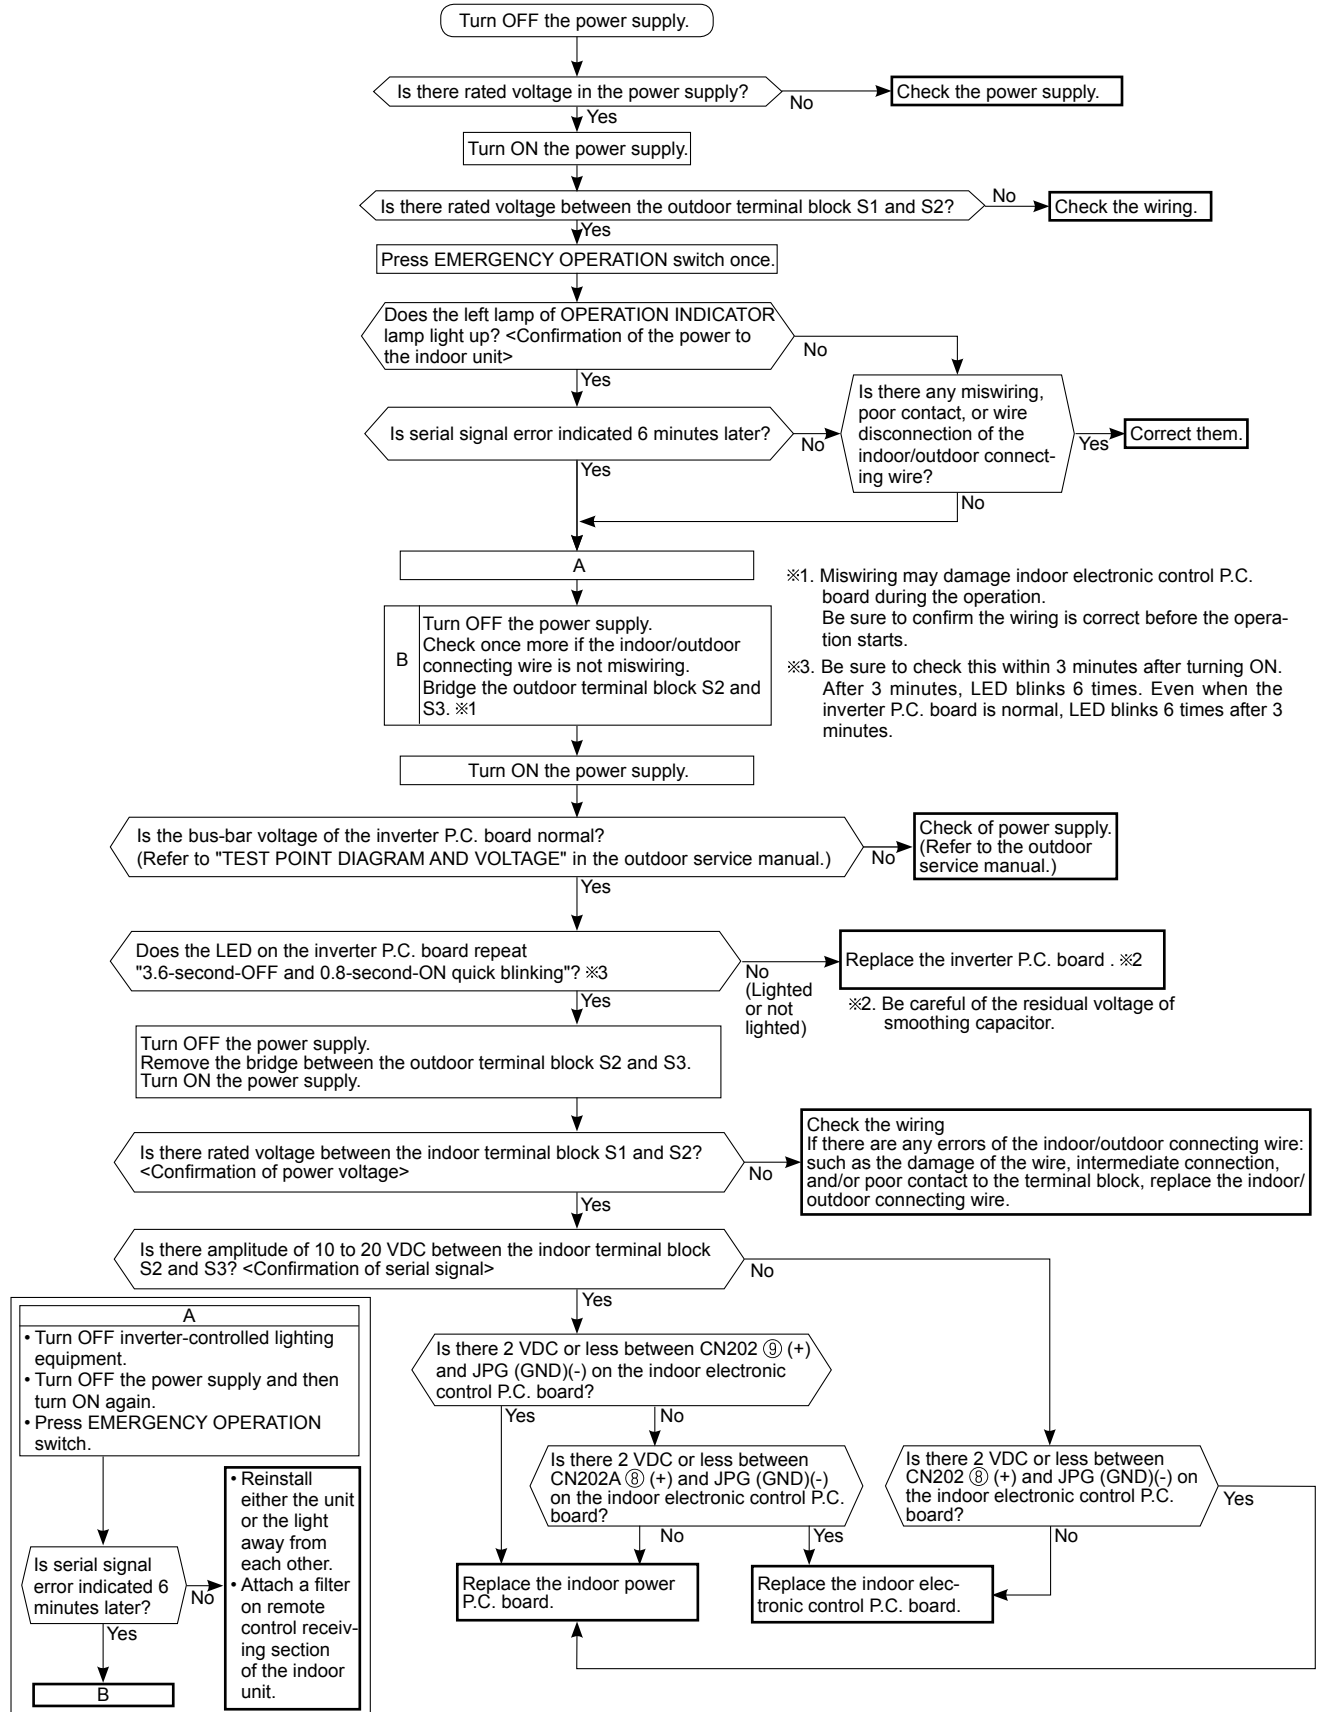 Turn OFF the power supply.
Is there rated voltage in the power supply?
No
Check the power supply.
Yes
Turn ON the power supply.
Is there rated voltage between the outdoor terminal block S1 and S2?
No
Check the wiring.
Yes
Press EMERGENCY OPERATION switch once.
Does the left lamp of OPERATION INDICATOR
lamp light up? <Confirmation of the power to
the indoor unit>
No
Yes
Is there any miswiring,
poor contact, or wire
disconnection of the
indoor/outdoor connect-
ing wire?
Yes
Correct them.
Is serial signal error indicated 6 minutes later?
No
Yes
No
A
※1. Miswiring may damage indoor electronic control P.C.
board during the operation.
Be sure to confirm the wiring is correct before the opera-
tion starts.
※3. Be sure to check this within 3 minutes after turning ON.
After 3 minutes, LED blinks 6 times. Even when the
inverter P.C. board is normal, LED blinks 6 times after 3
minutes.
B
Turn OFF the power supply.
Check once more if the indoor/outdoor
connecting wire is not miswiring.
Bridge the outdoor terminal block S2 and
S3. ※1
Turn ON the power supply.
Is the bus-bar voltage of the inverter P.C. board normal?
(Refer to "TEST POINT DIAGRAM AND VOLTAGE" in the outdoor service manual.)
No
Check of power supply.
(Refer to the outdoor
service manual.)
Yes
Does the LED on the inverter P.C. board repeat
"3.6-second-OFF and 0.8-second-ON quick blinking"? ※3
No
(Lighted
or not
lighted)
Replace the inverter P.C. board . ※2
※2. Be careful of the residual voltage of
smoothing capacitor.
Yes
Turn OFF the power supply.
Remove the bridge between the outdoor terminal block S2 and S3.
Turn ON the power supply.
Is there rated voltage between the indoor terminal block S1 and S2?
<Confirmation of power voltage>
No
Check the wiring
If there are any errors of the indoor/outdoor connecting wire:
such as the damage of the wire, intermediate connection,
and/or poor contact to the terminal block, replace the indoor/
outdoor connecting wire.
Yes
Is there amplitude of 10 to 20 VDC between the indoor terminal block
S2 and S3? <Confirmation of serial signal>
No
Yes
Is there 2 VDC or less between CN202 ⑨ (+)
and JPG (GND)(-) on the indoor electronic
control P.C. board?
Yes
No
Is there 2 VDC or less between
CN202A ⑧ (+) and JPG (GND)(-)
on the indoor electronic control P.C.
board?
No
Yes
Is there 2 VDC or less between
CN202 ⑧ (+) and JPG (GND)(-) on
the indoor electronic control P.C.
board?
Yes
No
Replace the indoor power
P.C. board.
Replace the indoor elec-
tronic control P.C. board.
A
• Turn OFF inverter-controlled lighting
equipment.
• Turn OFF the power supply and then
turn ON again.
• Press EMERGENCY OPERATION
switch.
Is serial signal
error indicated 6
minutes later?
No
Yes
B
• Reinstall
either the unit
or the light
away from
each other.
• Attach a filter
on remote
control receiv-
ing section
of the indoor
unit.